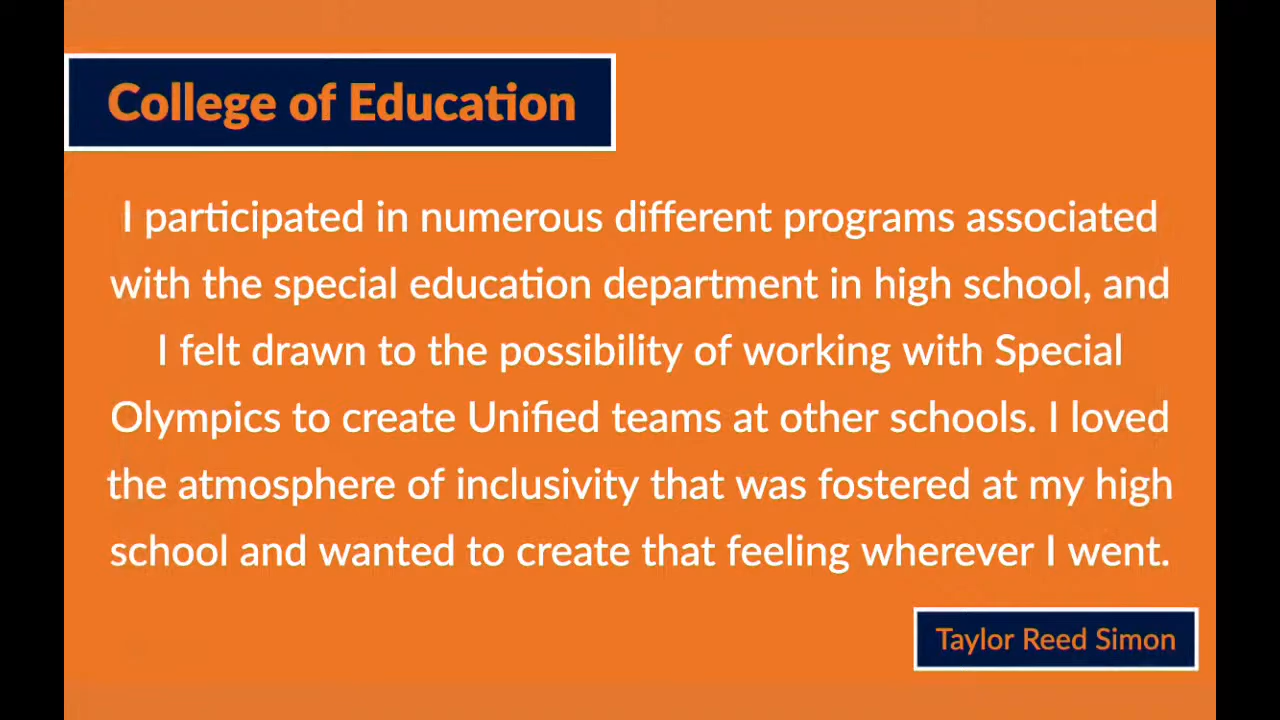 College of Education
I participated in numerous different programs associated
with the special education department in high school, and
I felt drawn to the possibility of working with Special
Olympics to create Unified teams at other schools. I loved
the atmosphere of inclusivity that was fostered at my high
school and wanted to create that feeling wherever I went.
Taylor Reed Simon